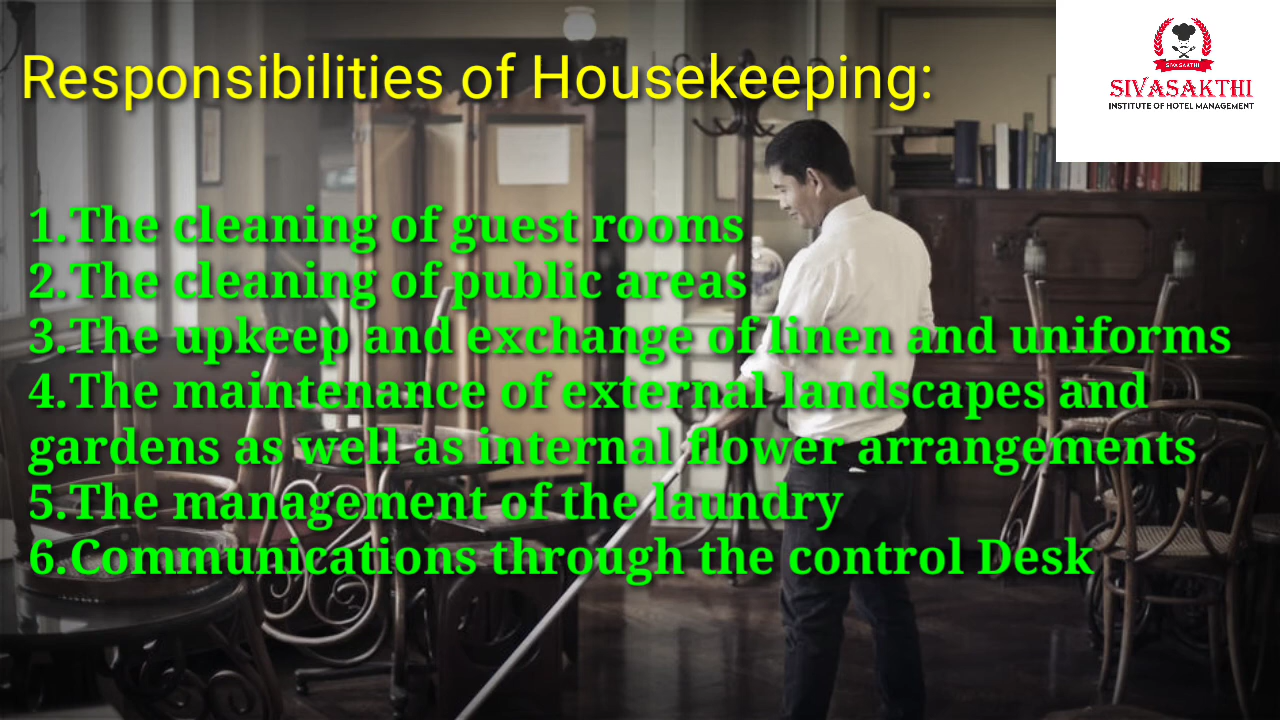 Responsibilities of Housekeeping:
SIVA SAKTHI
SIVASAKTHI
INSTITUTE OF HOTEL MANAGEMENT
1.The cleaning of guest rooms
2.The cleaning of public areas
3.The upkeep and exchange of linen and uniforms
4.The maintenance of external landscapes and
gardens as well as internal flower arrangements
5.The management of the laundry
6.Communications through the control Desk